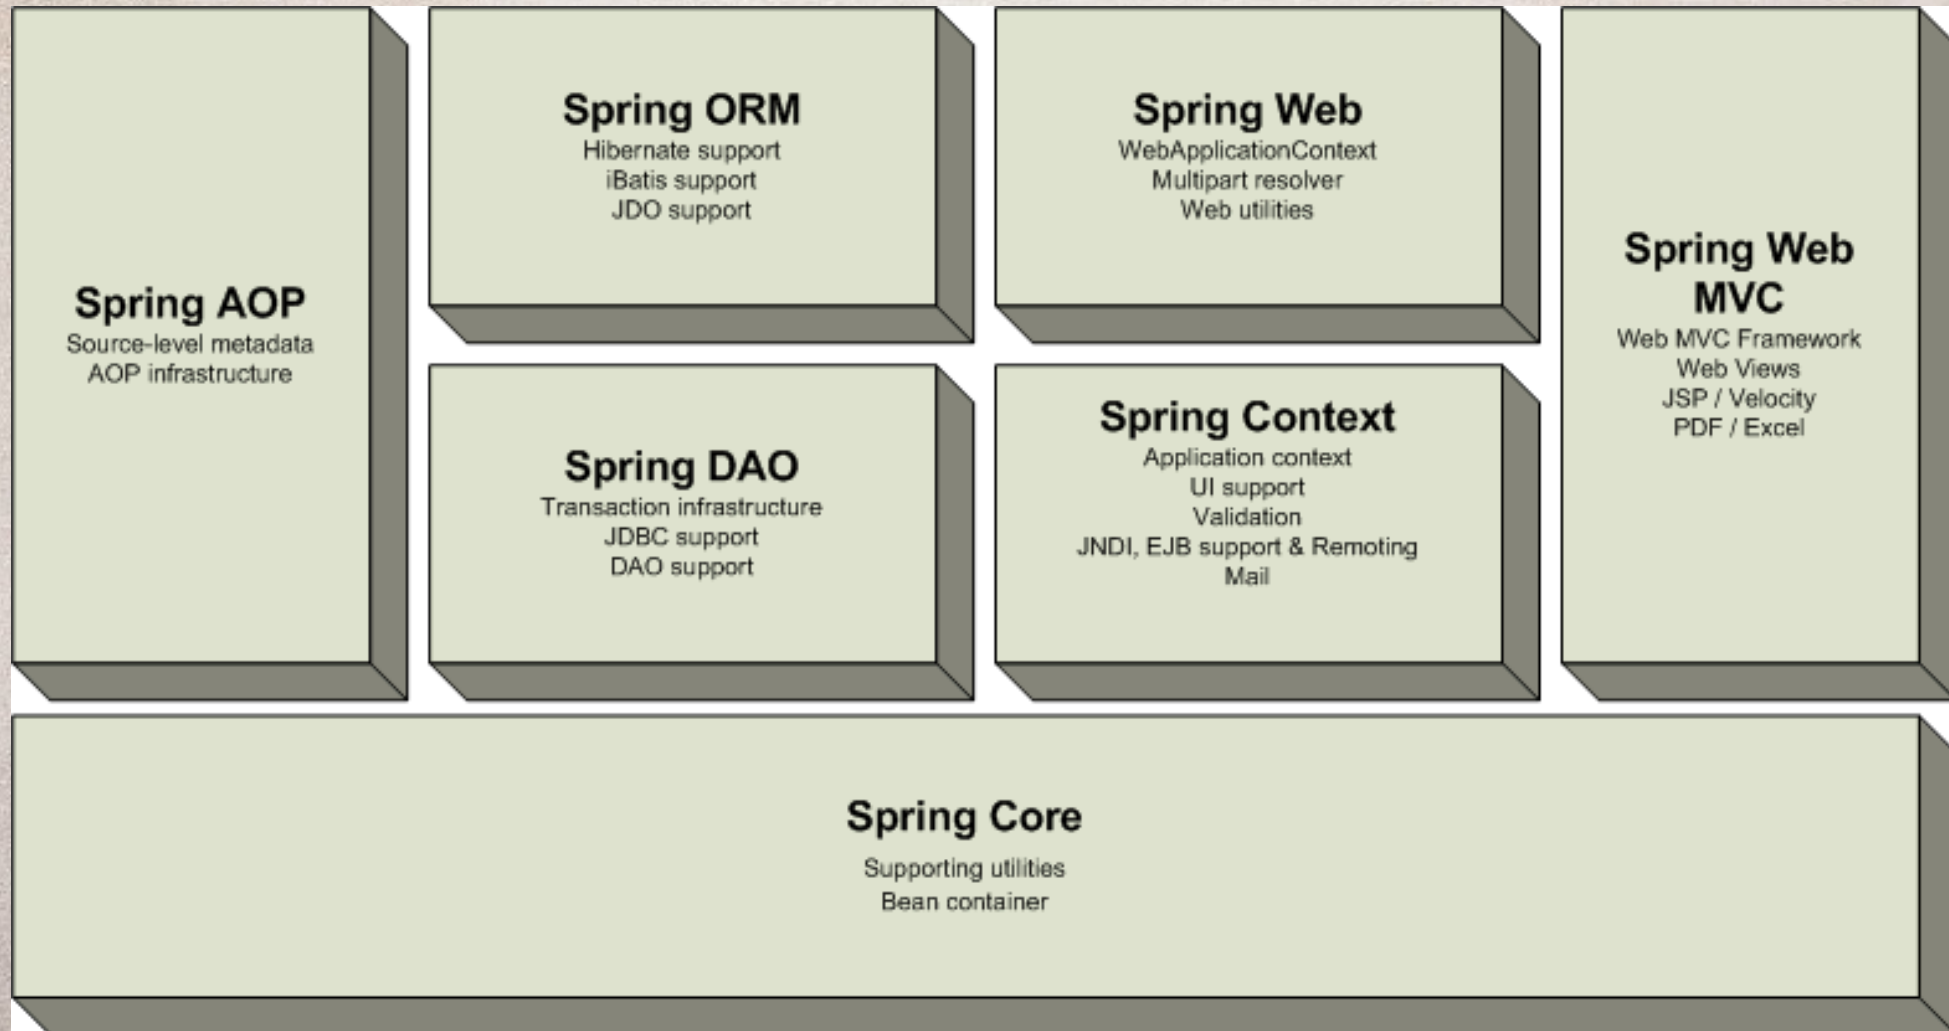 Spring AOP
Source-level metadata
AOP infrastructure
Spring ORM
Hibernate support
iBatis support
JDO support
Spring Web
WebApplicationContext
Multipart resolver
Web utilities
Spring DAO
Transaction infrastructure
JDBC support
DAO support
Spring Context
Application context
UI support
Validation
JNDI, EJB support & Remoting
Mail
Spring Web
MVC
Web MVC Framework
Web Views
JSP / Velocity
PDF / Excel
Spring Core
Supporting utilities
Bean container